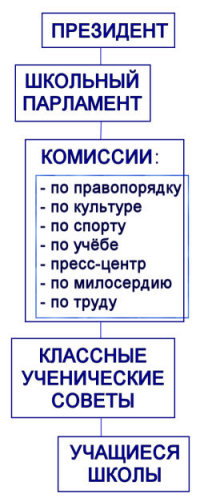 ПРЕЗИДЕНТ
ШКОЛЬНЫЙ
ПАРЛАМЕНТ
КОМИССИИ:
- по правопорядку
- по культуре
- по спорту
- по учёбе
- пресс-центр
- по милосердию
- по труду
КЛАССНЫЕ
УЧЕНИЧЕСКИЕ
СОВЕТЫ
УЧАЩИЕСЯ
ШКОЛЫ